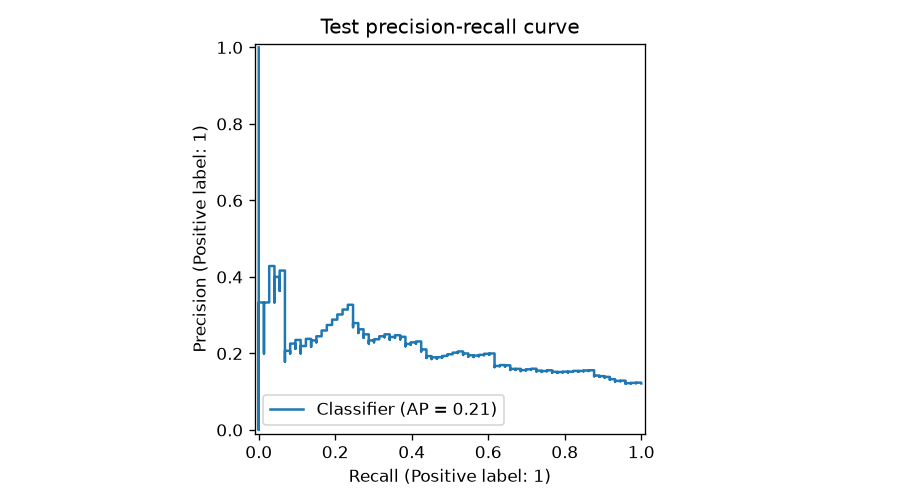 Test precision-recall curve
1.0
0.8
0.6
0.4
0.2
0.0
Precision (Positive label: 1)
Classifier (AP = 0.21)
0.0 0.2 0.4 0.6 0.8 1.0
Recall (Positive label: 1)